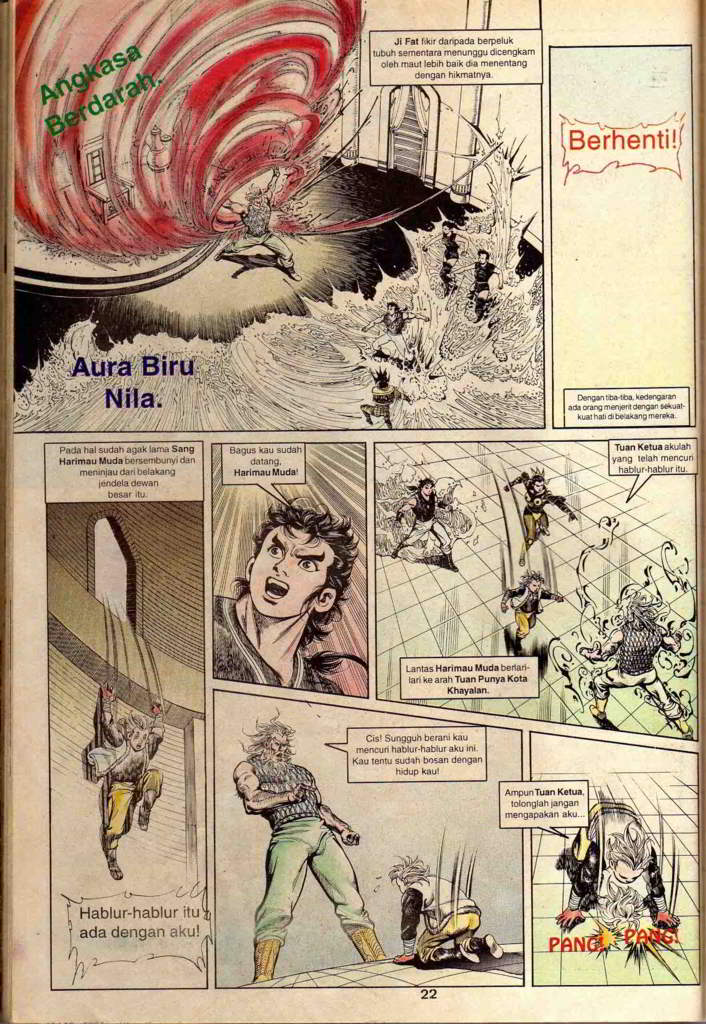 Angkasa
Berdarah.
Ji Fat fikir daripada berpeluk
tubuh sementara menunggu dicengkam
oleh maut lebih baik dia menentang
dengan hikmatnya.
Aura Biru
Nila.
Berhenti!
Dengan tiba-tiba, kedengaran
ada orang menjerit dengan sekuat-
kuat hati di belakang mereka.
Pada hal sudah agak lama Sang
Harimau Muda bersembunyi dan
meninjau dari belakang
jendela dewan
besar itu.
Hablur-hablur itu
ada dengan aku!
Bagus kau sudah
datang,
Harimau Muda!
Tuan Ketua akulah
yang telah mencuri
hablur-hablur itu.
Lantas Harimau Muda berlari-
lari ke arah Tuan Punya Kota
Khayalan.
Cis! Sungguh berani kau
mencuri hablur-hablur aku ini.
Kau tentu sudah bosan dengan
hidup kau!
Ampun Tuan Ketua,
tolonglah jangan
mengapakan aku...
PANG! PANG!
22